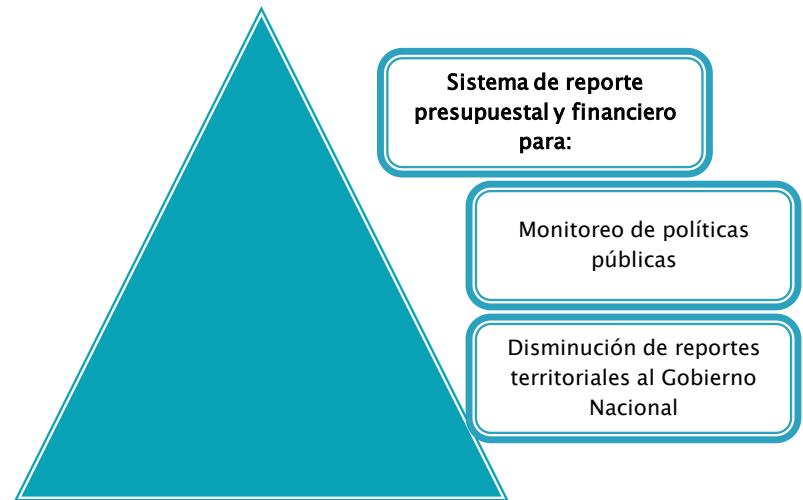 Sistema de reporte
presupuestal y financiero
para:
Monitoreo de políticas
públicas
Disminución de reportes
territoriales al Gobierno
Nacional